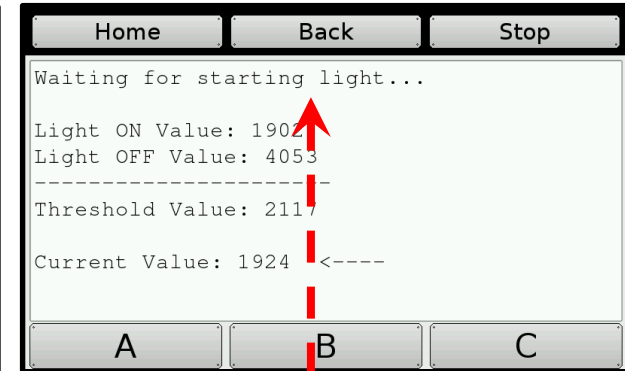 Home Back Stop
Waiting for starting light...
Light ON Value: 1902
Light OFF Value: 4053
-----------------------
Threshold Value: 2117
Current Value: 1924 <----
A B C